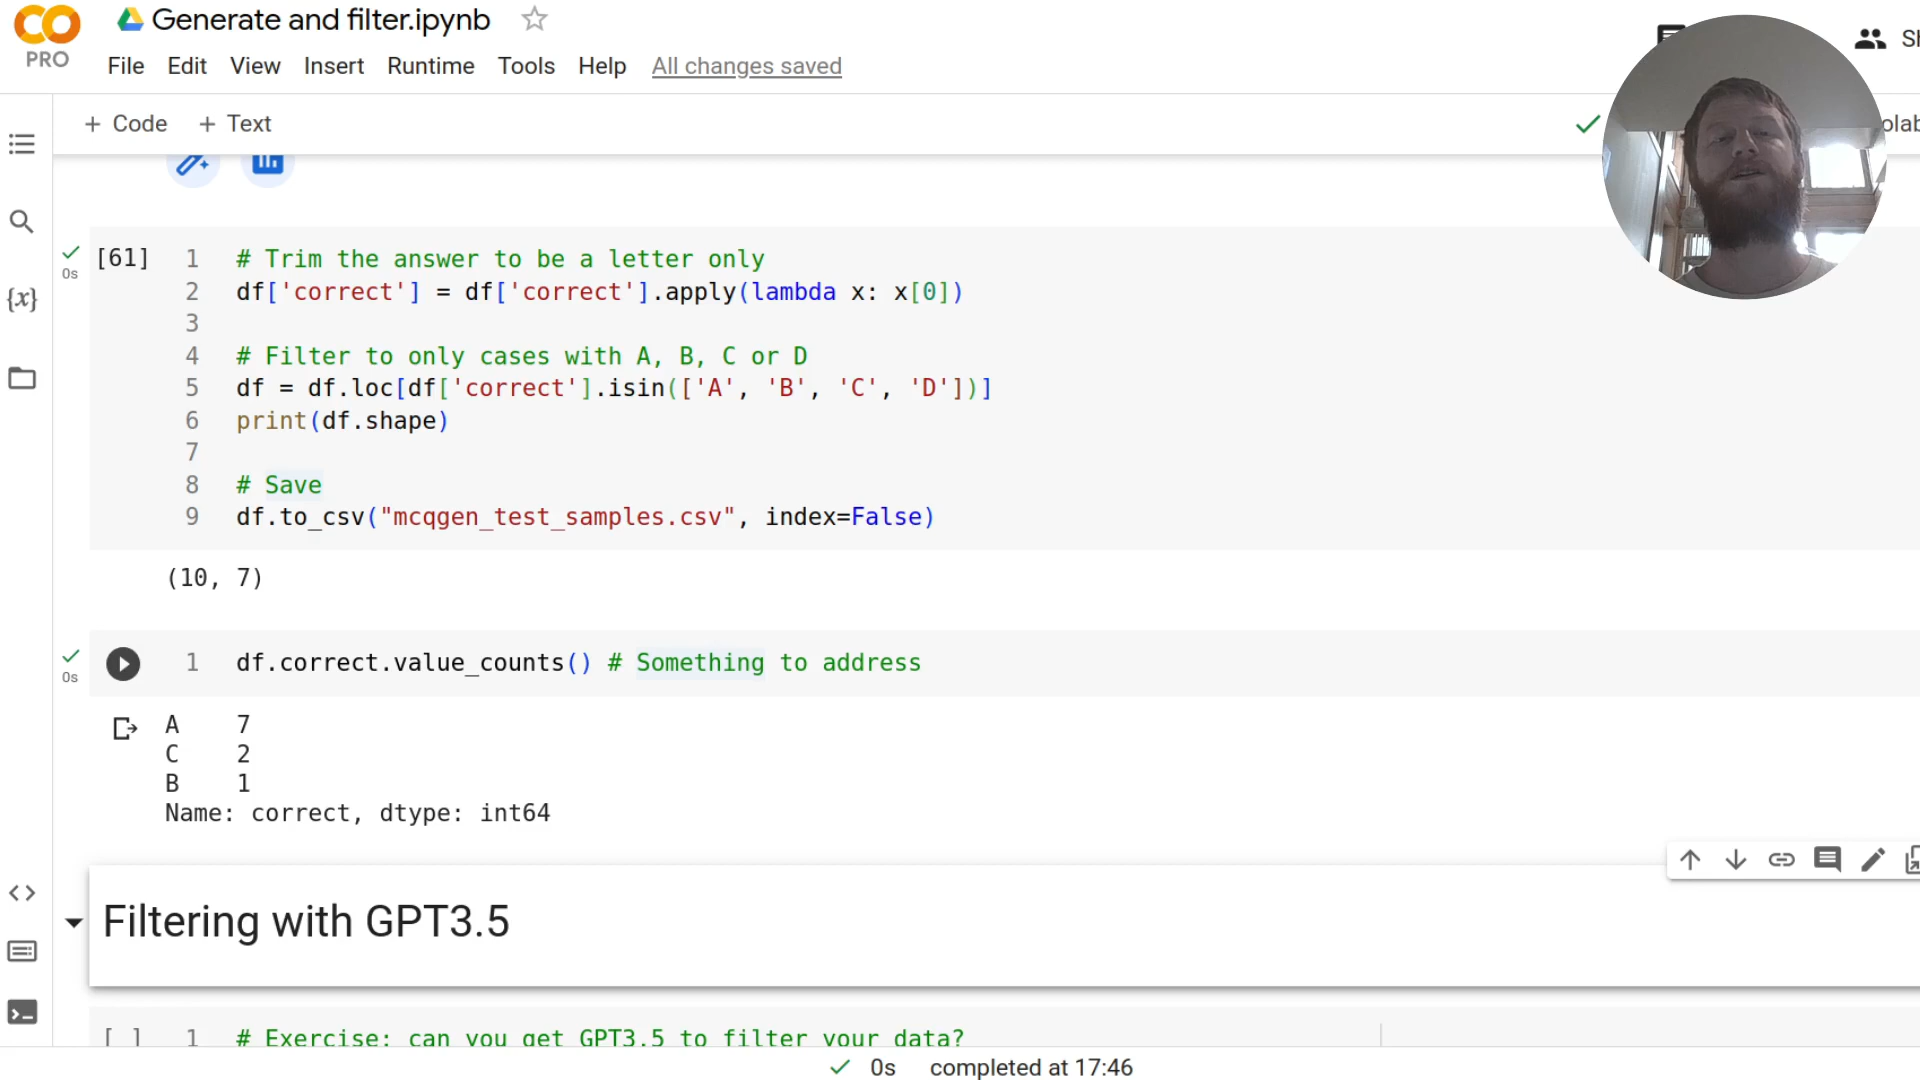 Generate and filter.ipynb
PRO
File Edit View Insert Runtime Tools Help All changes saved
+ Code + Text
[61] 1 # Trim the answer to be a letter only
2 df['correct'] = df['correct'].apply(lambda x: x[0])
3
4 # Filter to only cases with A, B, C or D
5 df = df.loc[df['correct'].isin(['A', 'B', 'C', 'D'])]
6 print(df.shape)
7
8 # Save
9 df.to_csv("mcqgen_test_samples.csv", index=False)
0s
(10, 7)
1 df.correct.value_counts() # Something to address
0s
A 7
C 2
B 1
Name: correct, dtype: int64
Filtering with GPT3.5
[ ] 1 # Exercise: can you get GPT3.5 to filter your data?
0s completed at 17:46